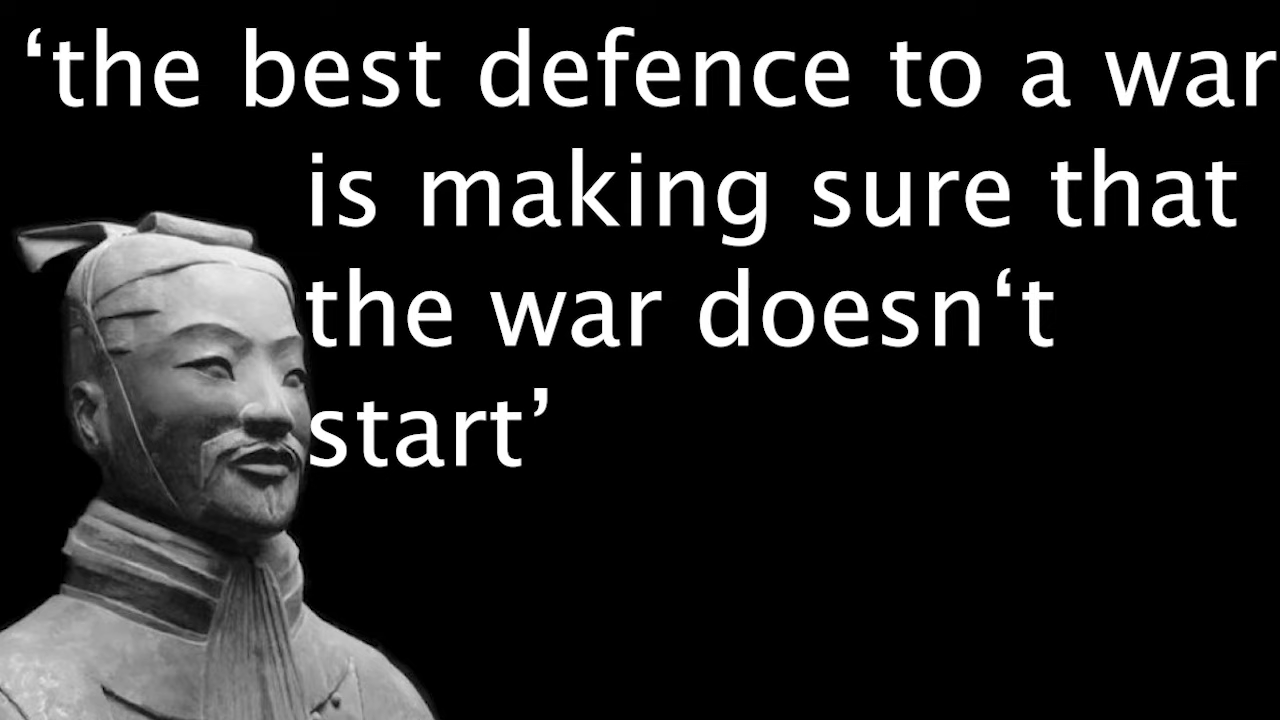 ‘the best defence to a war
is making sure that
the war doesn‘t
start’